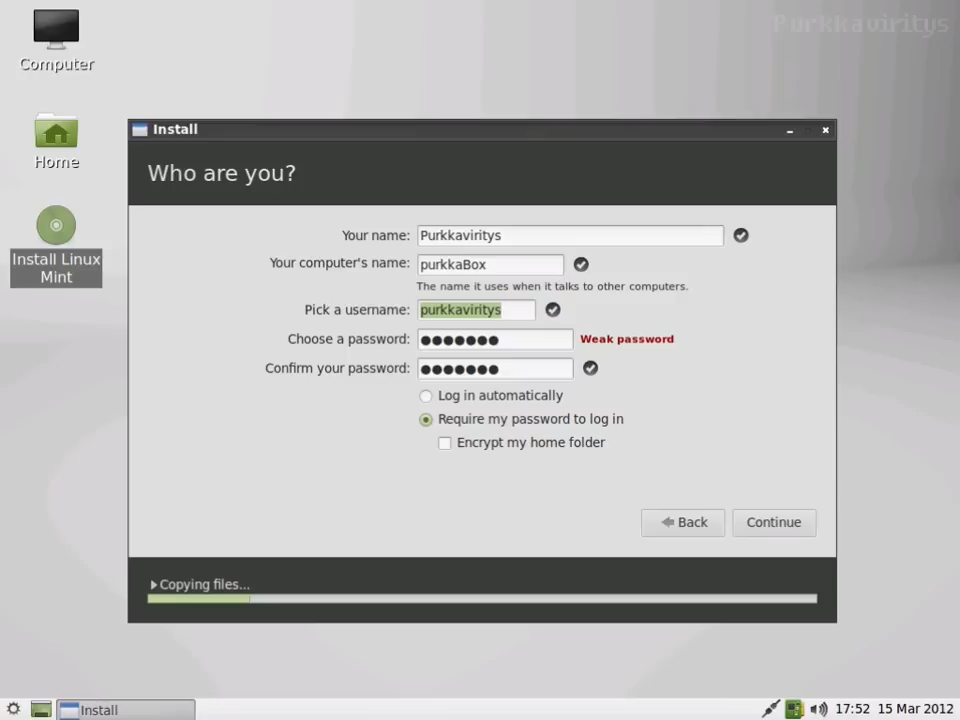 Purkkaviritys
Computer
Home
Install Linux
Mint
Install
Who are you?
Your name: Purkkaviritys
Your computer's name: purkkaBox
The name it uses when it talks to other computers.
Pick a username: purkkaviritys
Choose a password: ●●●●●●● Weak password
Confirm your password: ●●●●●●●
Log in automatically
Require my password to log in
Encrypt my home folder
Back
Continue
Copying files...
Install
17:52 15 Mar 2012